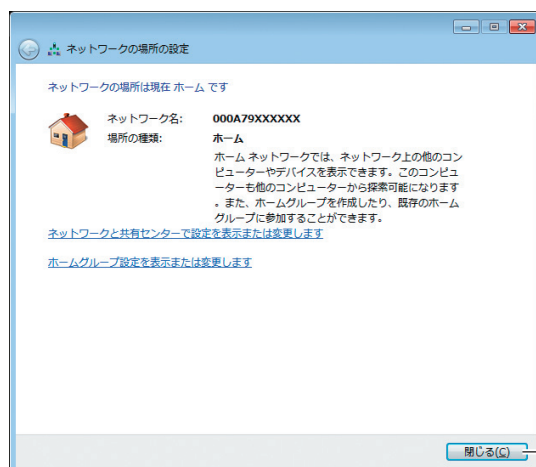 ネットワークの場所の設定
ネットワークの場所は現在 ホーム です
ネットワーク名: 000A79XXXXXX
場所の種類: ホーム
ホーム ネットワークでは、ネットワーク上の他のコン
ピューターやデバイスを表示できます。このコンピュ
ーターも他のコンピューターから探索可能になります
。また、ホームグループを作成したり、既存のホーム
グループに参加することができます。
ネットワークと共有センターで設定を表示または変更します
ホームグループ設定を表示または変更します
閉じる(C)